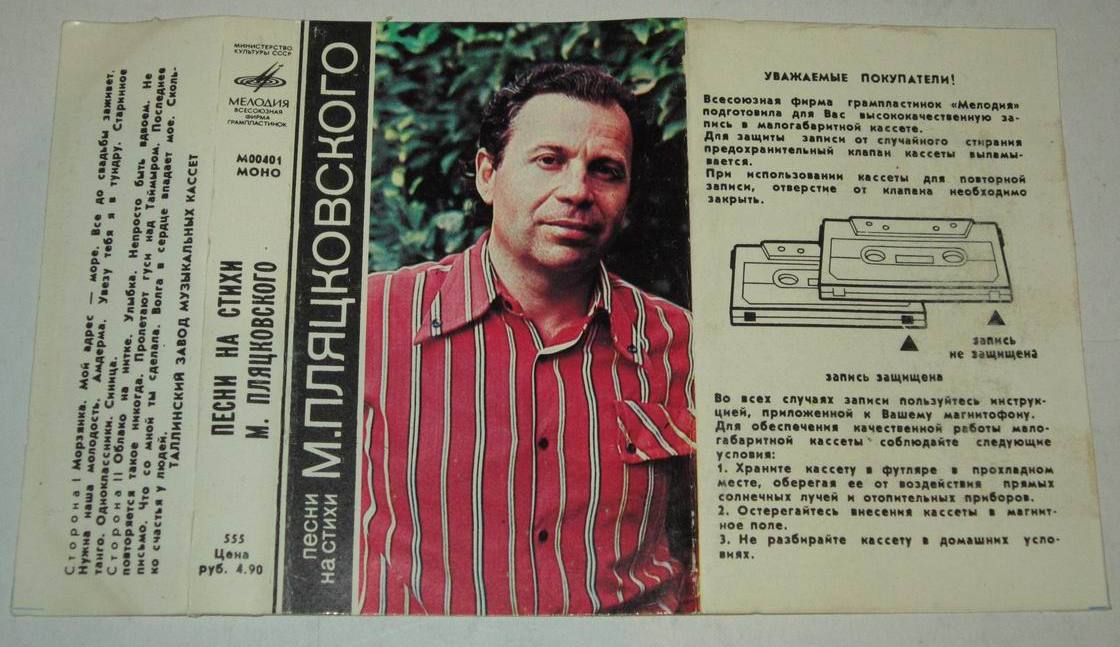 Сторона I Морзянка. Мой адрес — море. Все до свадьбы заживет.
Нужна наша молодость. Амдерма. Увезу тебя я в тундру. Старинное
танго. Одноклассники. Синица.
Сторона II Облако на нитке. Улыбка. Непросто быть вдвоем. Не
повторяется такое никогда. Пролетают гуси над Таймыром. Последнее
письмо. Что со мной ты сделала. Волга в сердце впадает мое. Сколь-
ко счастья у людей.
ТАЛЛИНСКИЙ ЗАВОД МУЗЫКАЛЬНЫХ КАССЕТ
МИНИСТЕРСТВО
КУЛЬТУРЫ СССР
МЕЛОДИЯ
ВСЕСОЮЗНАЯ
ФИРМА
ГРАМПЛАСТИНОК
М00401
МОНО
ПЕСНИ НА СТИХИ
М. ПЛЯЦКОВСКОГО
555
Цена
руб. 4.90
песни
на стихи
М.ПЛЯЦКОВСКОГО
УВАЖАЕМЫЕ ПОКУПАТЕЛИ!
Всесоюзная фирма грампластинок «Мелодия»
подготовила для Вас высококачественную за-
пись в малогабаритной кассете.
Для защиты записи от случайного стирания
предохранительный клапан кассеты выламы-
вается.
При использовании кассеты для повторной
записи, отверстие от клапана необходимо
закрыть.
запись
не защищена
запись защищена
Во всех случаях записи пользуйтесь инструк-
цией, приложенной к Вашему магнитофону.
Для обеспечения качественной работы мало-
габаритной кассеты соблюдайте следующие
условия:
1. Храните кассету в футляре в прохладном
месте, оберегая ее от воздействия прямых
солнечных лучей и отопительных приборов.
2. Остерегайтесь внесения кассеты в магнит-
ное поле.
3. Не разбирайте кассету в домашних усло-
виях.